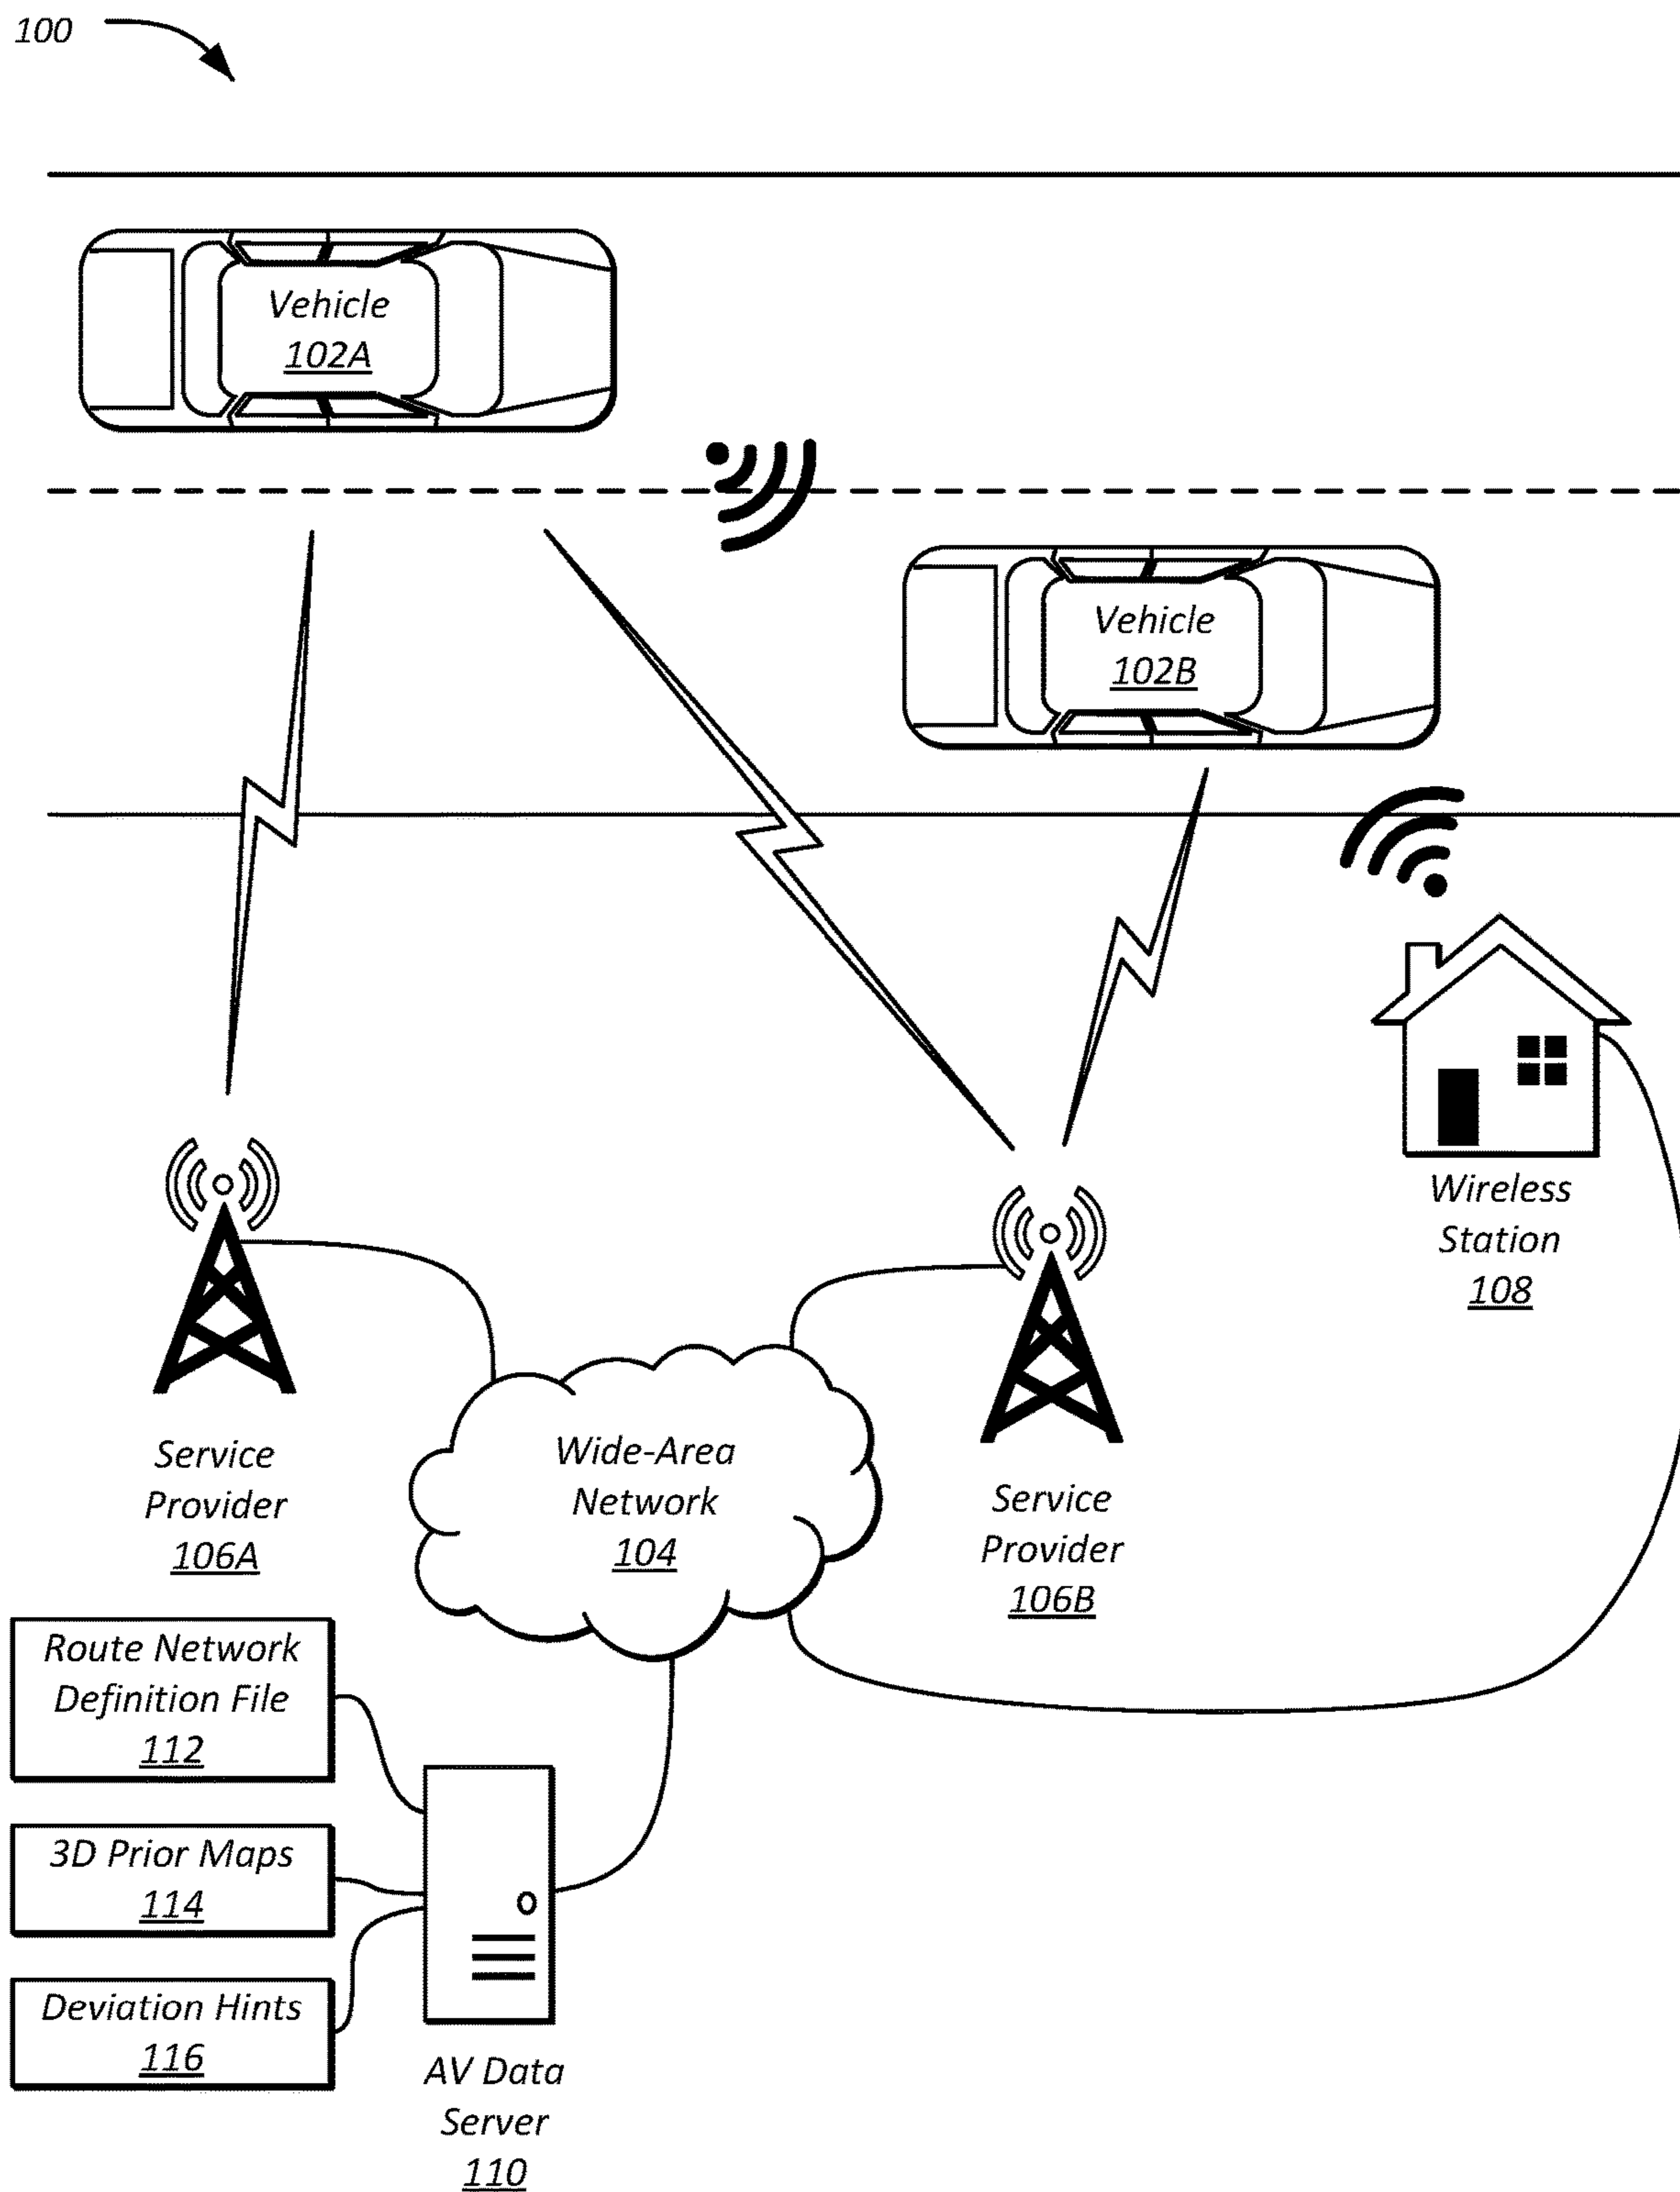 100
Vehicle
102A
Vehicle
102B
Wireless
Station
108
Service
Provider
106A
Wide-Area
Network
104
Service
Provider
106B
Route Network
Definition File
112
3D Prior Maps
114
Deviation Hints
116
AV Data
Server
110